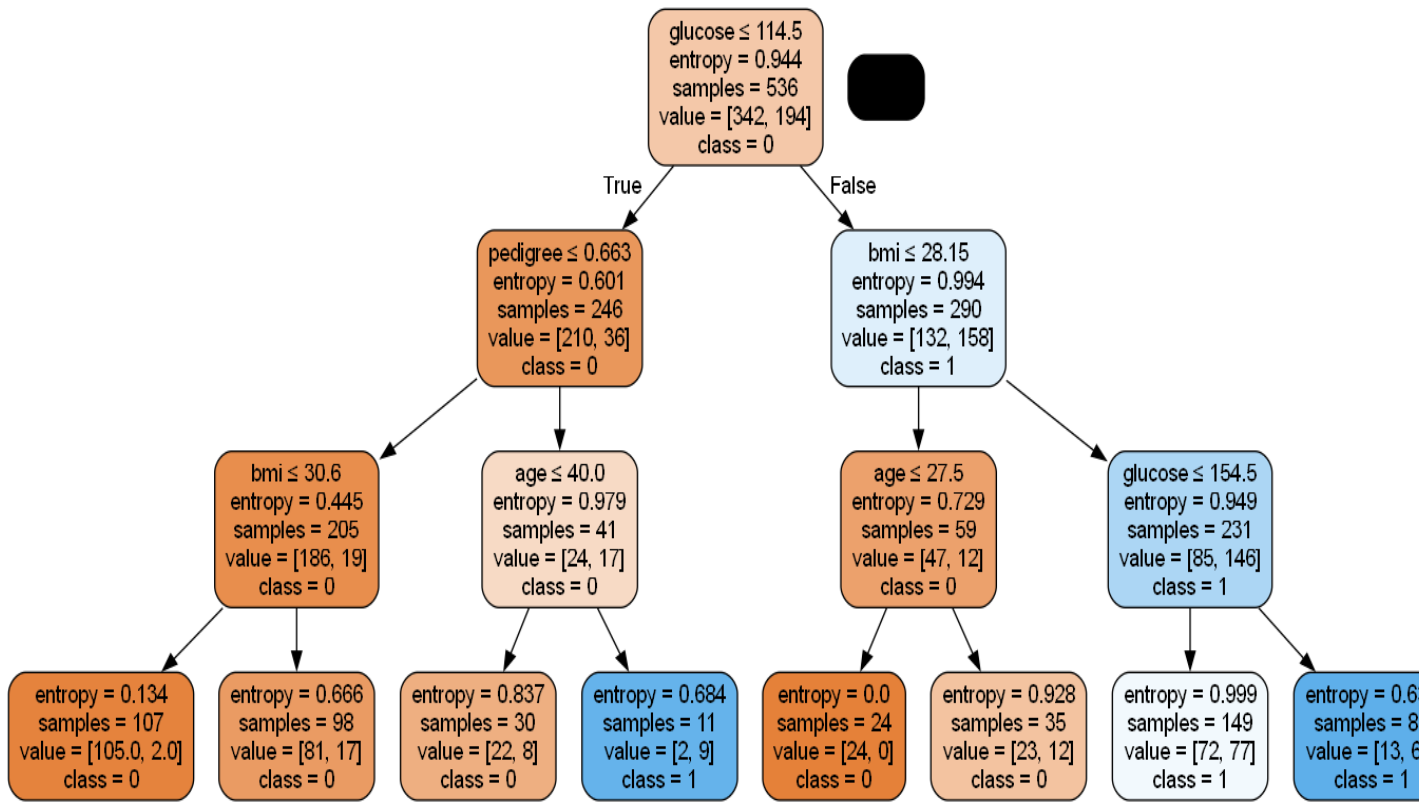 glucose ≤ 114.5
entropy = 0.944
samples = 536
value = [342, 194]
class = 0
True
False
pedigree ≤ 0.663
entropy = 0.601
samples = 246
value = [210, 36]
class = 0
bmi ≤ 28.15
entropy = 0.994
samples = 290
value = [132, 158]
class = 1
bmi ≤ 30.6
entropy = 0.445
samples = 205
value = [186, 19]
class = 0
age ≤ 40.0
entropy = 0.979
samples = 41
value = [24, 17]
class = 0
age ≤ 27.5
entropy = 0.729
samples = 59
value = [47, 12]
class = 0
glucose ≤ 154.5
entropy = 0.949
samples = 231
value = [85, 146]
class = 1
entropy = 0.134
samples = 107
value = [105.0, 2.0]
class = 0
entropy = 0.666
samples = 98
value = [81, 17]
class = 0
entropy = 0.837
samples = 30
value = [22, 8]
class = 0
entropy = 0.684
samples = 11
value = [2, 9]
class = 1
entropy = 0.0
samples = 24
value = [24, 0]
class = 0
entropy = 0.928
samples = 35
value = [23, 12]
class = 0
entropy = 0.999
samples = 149
value = [72, 77]
class = 1
entropy =
samples =
value = [13,
class = 1